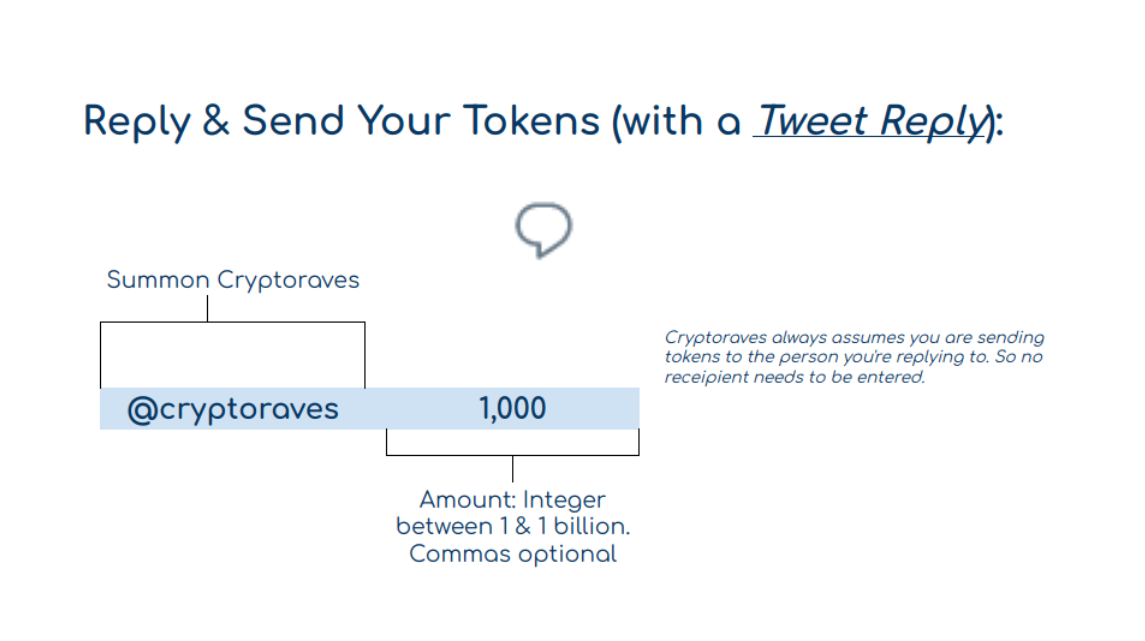 Reply & Send Your Tokens (with a Tweet Reply):
Summon Cryptoraves
Cryptoraves always assumes you are sending
tokens to the person you're replying to. So no
receipient needs to be entered.
@cryptoraves 1,000
Amount: Integer
between 1 & 1 billion.
Commas optional